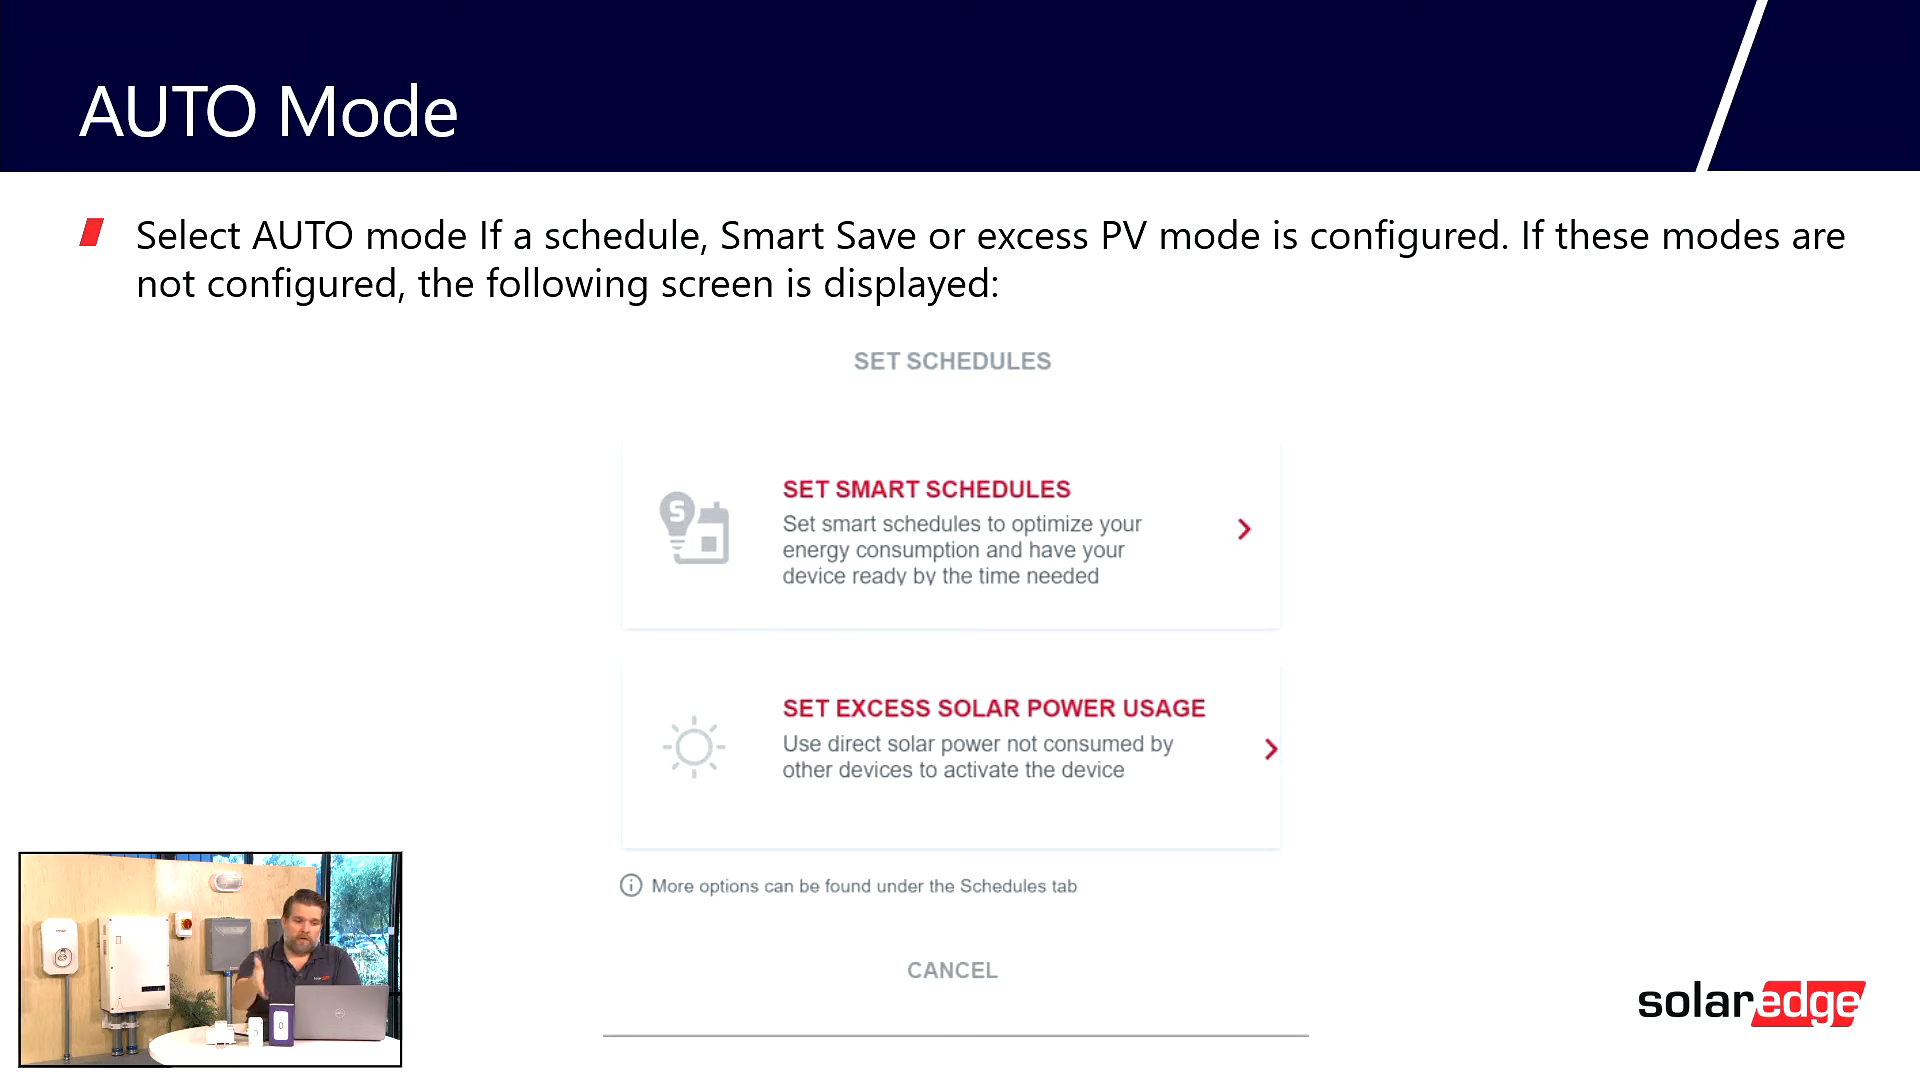 AUTO Mode
Select AUTO mode If a schedule, Smart Save or excess PV mode is configured. If these modes are
not configured, the following screen is displayed:
SET SCHEDULES
SET SMART SCHEDULES
Set smart schedules to optimize your
energy consumption and have your
device ready by the time needed
SET EXCESS SOLAR POWER USAGE
Use direct solar power not consumed by
other devices to activate the device
More options can be found under the Schedules tab
CANCEL
solaredge